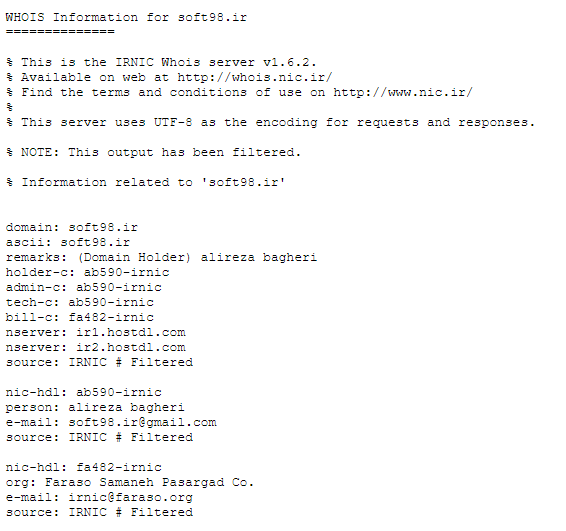 WHOIS Information for soft98.ir
==============
% This is the IRNIC Whois server v1.6.2.
% Available on web at http://whois.nic.ir/
% Find the terms and conditions of use on http://www.nic.ir/
%
% This server uses UTF-8 as the encoding for requests and responses.
% NOTE: This output has been filtered.
% Information related to 'soft98.ir'
domain: soft98.ir
ascii: soft98.ir
remarks: (Domain Holder) alireza bagheri
holder-c: ab590-irnic
admin-c: ab590-irnic
tech-c: ab590-irnic
bill-c: fa482-irnic
nserver: ir1.hostdl.com
nserver: ir2.hostdl.com
source: IRNIC # Filtered
nic-hdl: ab590-irnic
person: alireza bagheri
e-mail: soft98.ir@gmail.com
source: IRNIC # Filtered
nic-hdl: fa482-irnic
org: Faraso Samaneh Pasargad Co.
e-mail: irnic@faraso.org
source: IRNIC # Filtered